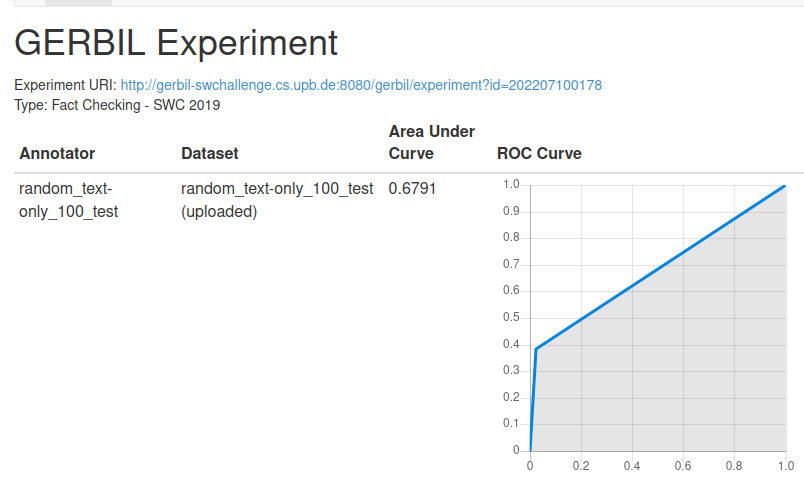 GERBIL Experiment
Experiment URI: http://gerbil-swchallenge.cs.upb.de:8080/gerbil/experiment?id=202207100178
Type: Fact Checking - SWC 2019
Annotator Dataset Area Under Curve ROC Curve
random_text-only_100_test random_text-only_100_test (uploaded) 0.6791
1.0
0.9
0.8
0.7
0.6
0.5
0.4
0.3
0.2
0.1
0
0 0.2 0.4 0.6 0.8 1.0